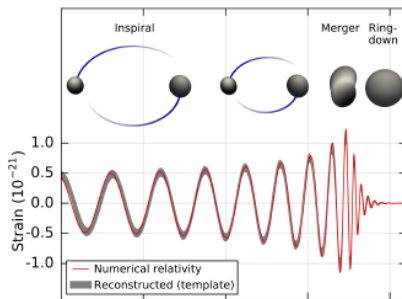 Inspiral
Merger Ring-
down
Strain (10⁻²¹)
1.0
0.5
0.0
-0.5
-1.0
Numerical relativity
Reconstructed (template)